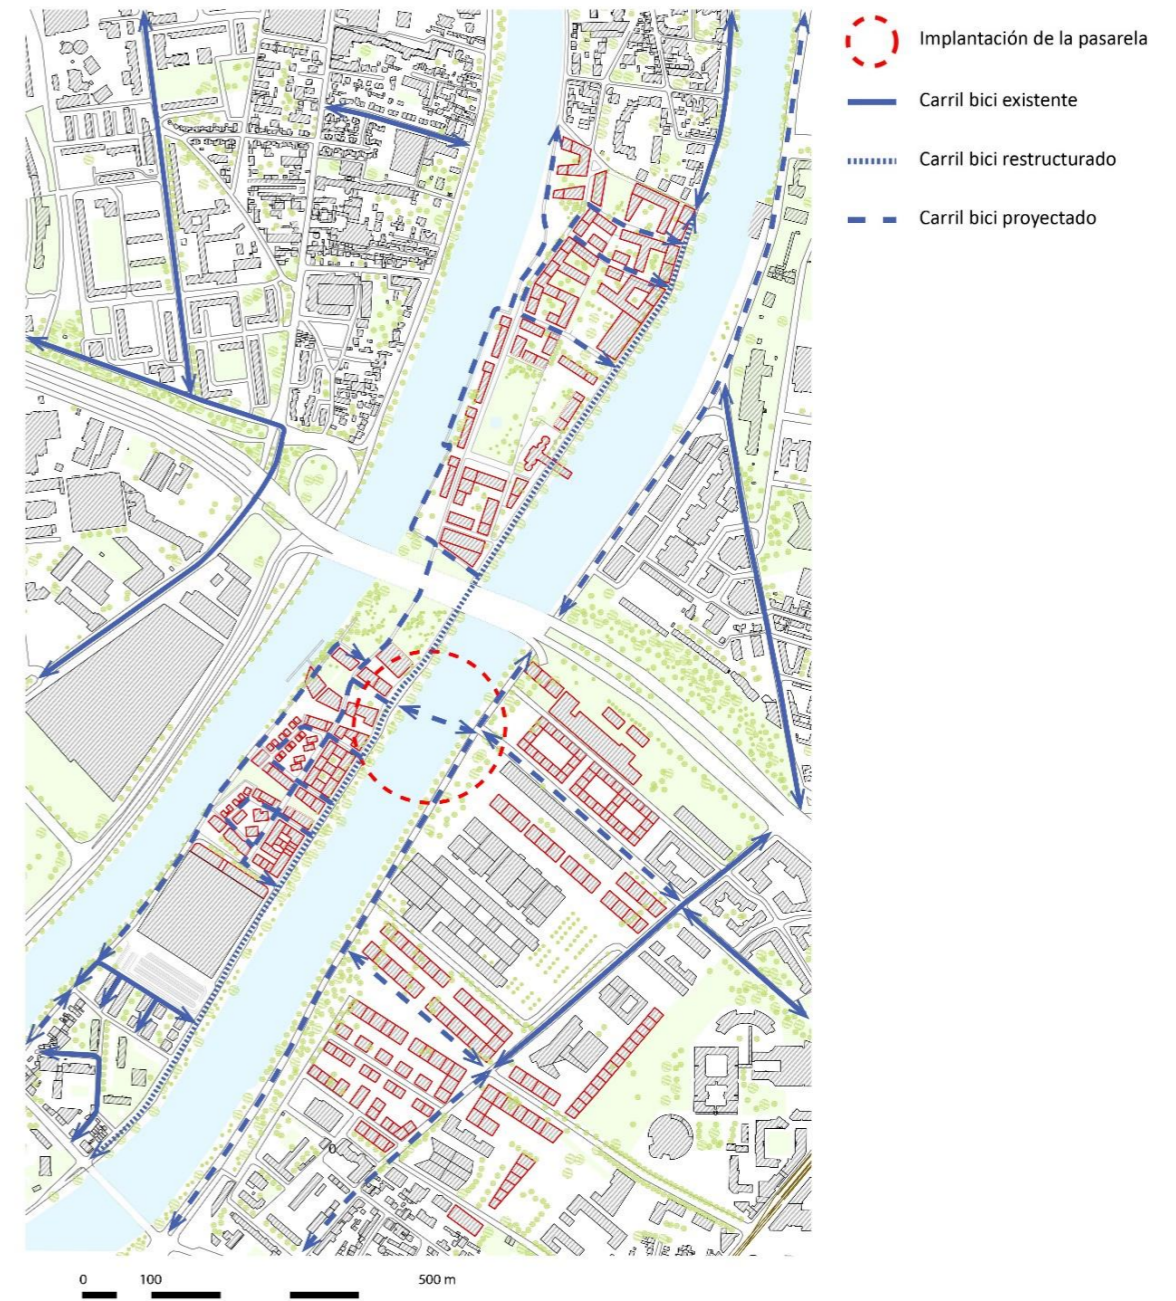 Implantación de la pasarela
Carril bici existente
Carril bici restructurado
Carril bici proyectado
0 100 500 m